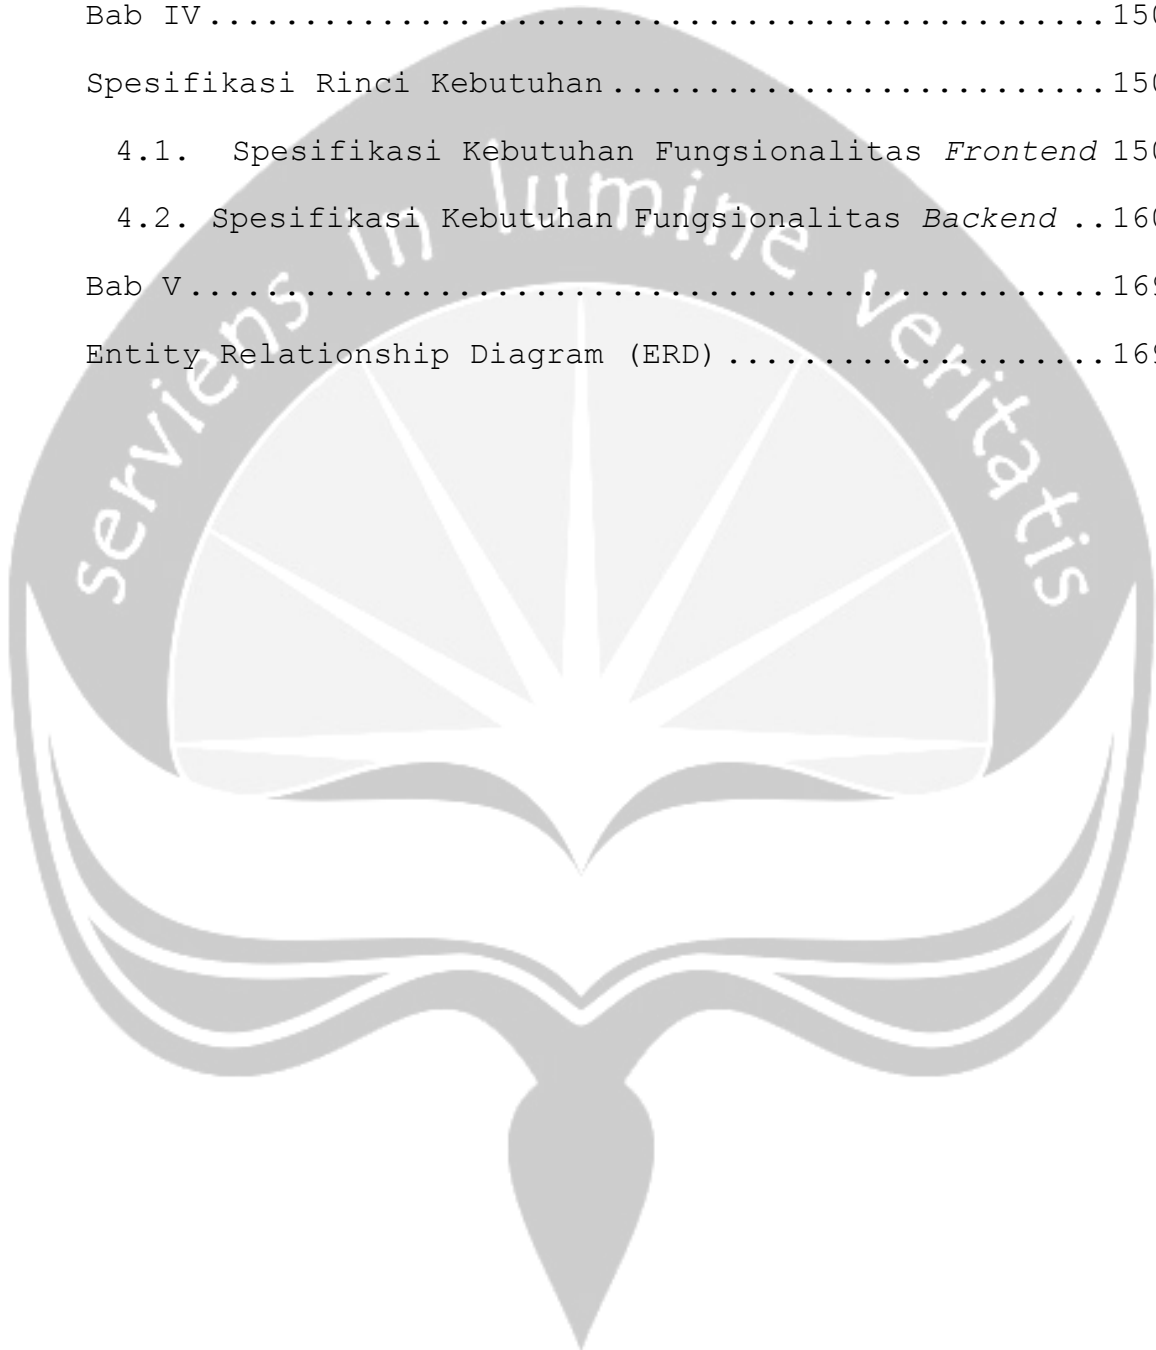 Bab IV.................................................150
Spesifikasi Rinci Kebutuhan...........................150
4.1. Spesifikasi Kebutuhan Fungsionalitas Frontend 150
4.2. Spesifikasi Kebutuhan Fungsionalitas Backend ..160
Bab V..................................................169
Entity Relationship Diagram (ERD).....................169
serviens in lumine veritatis